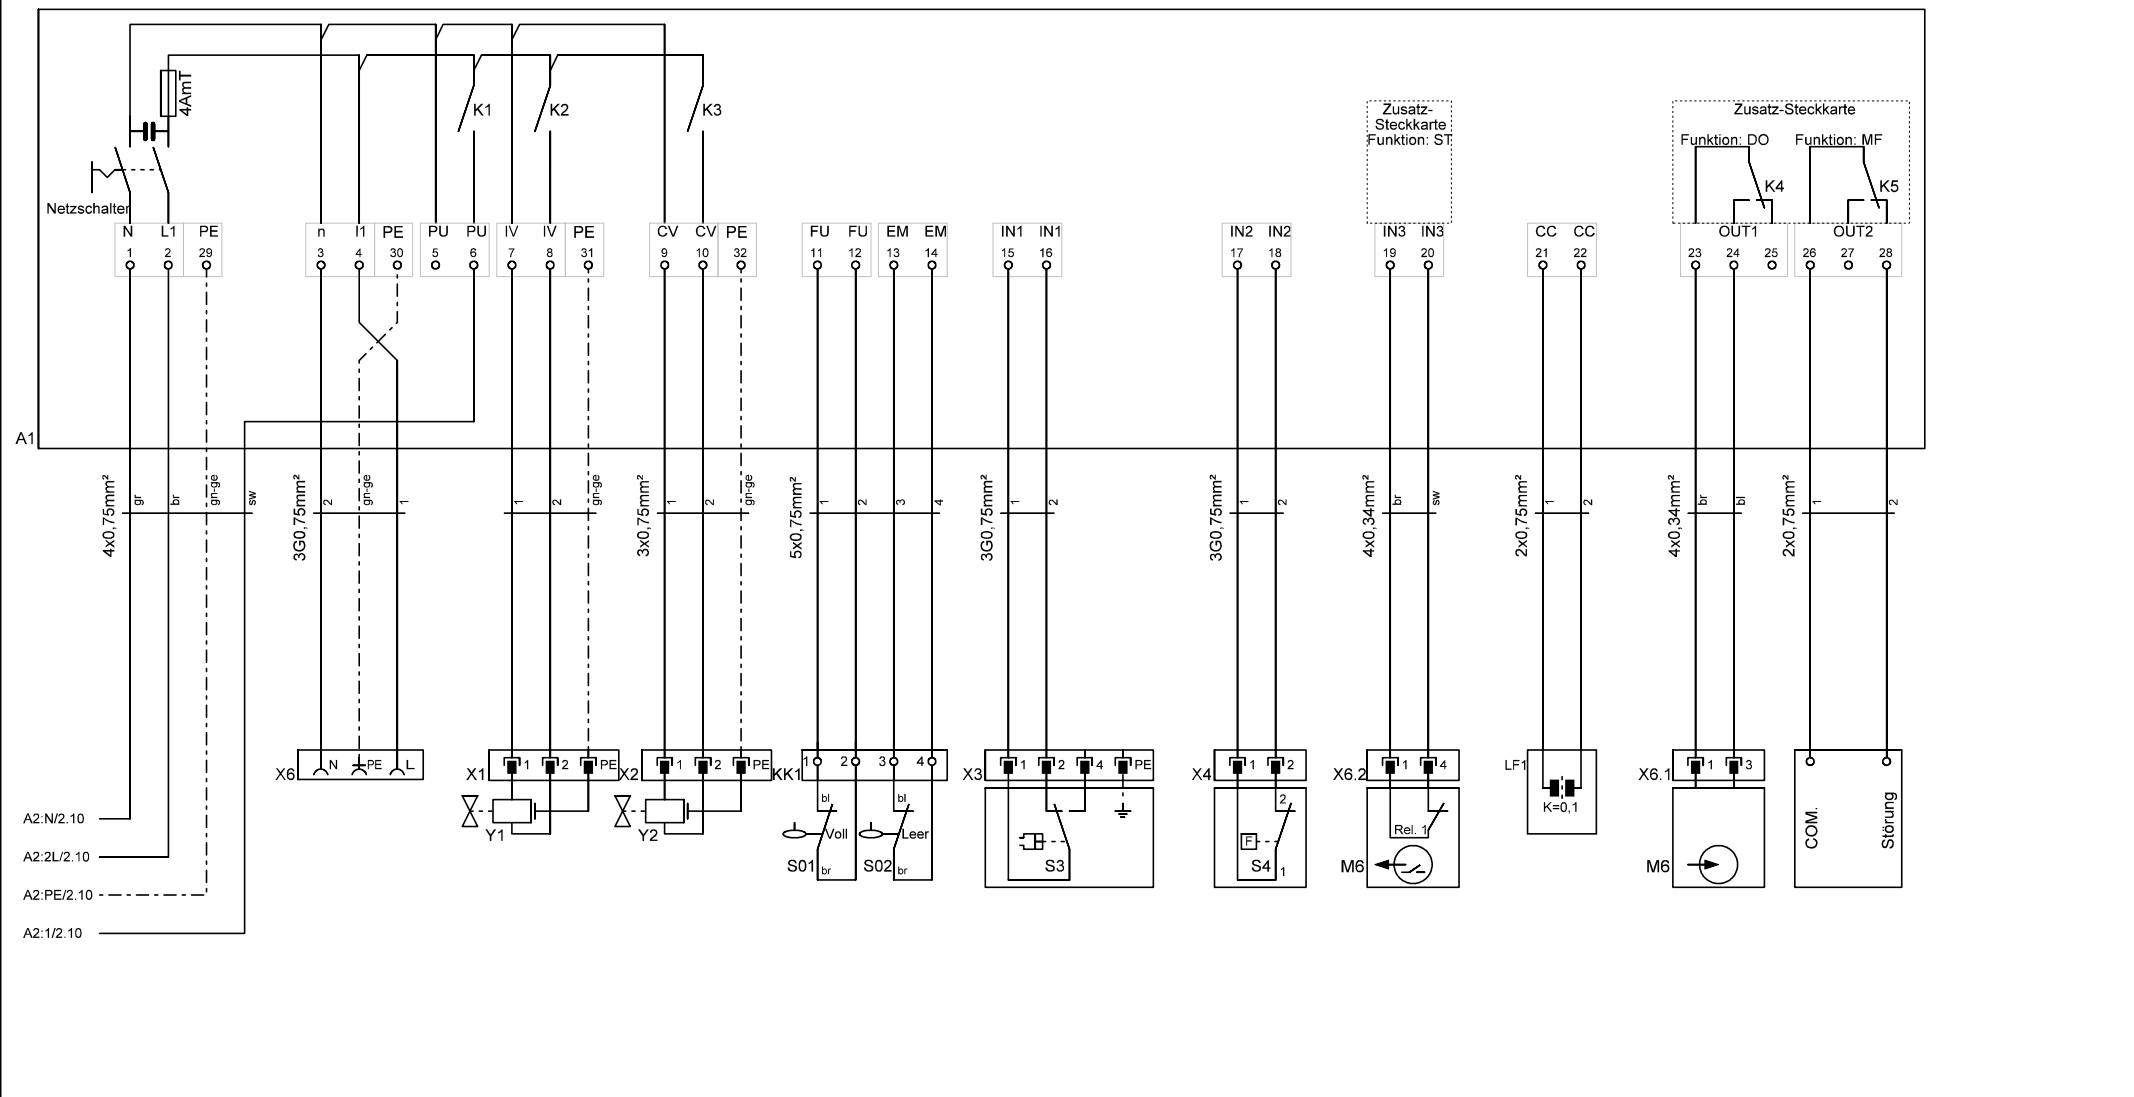 4AmT
K1
K2
K3
Zusatz-
Steckkarte
Funktion: ST
Zusatz-Steckkarte
Funktion: DO
Funktion: MF
K4
K5
Netzschalter
N L1 PE
n l1 PE
PU PU
IV IV PE
CV CV PE
FU FU
EM EM
IN1 IN1
IN2 IN2
IN3 IN3
CC CC
OUT1
OUT2
1 2 29
3 4 30
5 6
7 8 31
9 10 32
11 12
13 14
15 16
17 18
19 20
21 22
23 24 25
26 27 28
A1
4x0,75mm²
gr
br
gn-ge
sw
3G0,75mm²
2
gn-ge
1
1
2
gn-ge
3x0,75mm²
1
2
gn-ge
5x0,75mm²
1
2
3
4
3G0,75mm²
1
2
3G0,75mm²
1
2
4x0,34mm²
br
sw
2x0,75mm²
1
2
4x0,34mm²
br
bl
2x0,75mm²
1
2
X6
N PE L
X1
1 2 PE
Y1
X2
1 2 PE
Y2
KK1
1 2 3 4
bl
Voll
S01
br
bl
Leer
S02
br
X3
1 2 4 PE
S3
X4
1 2
2
F
S4
1
X6.2
1 4
Rel. 1
M6
LF1
K=0,1
X6.1
1 3
M6
COM.
Störung
A2:N/2.10
A2:2L/2.10
A2:PE/2.10
A2:1/2.10